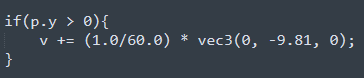 if(p.y > 0){
    v += (1.0/60.0) * vec3(0, -9.81, 0);
}